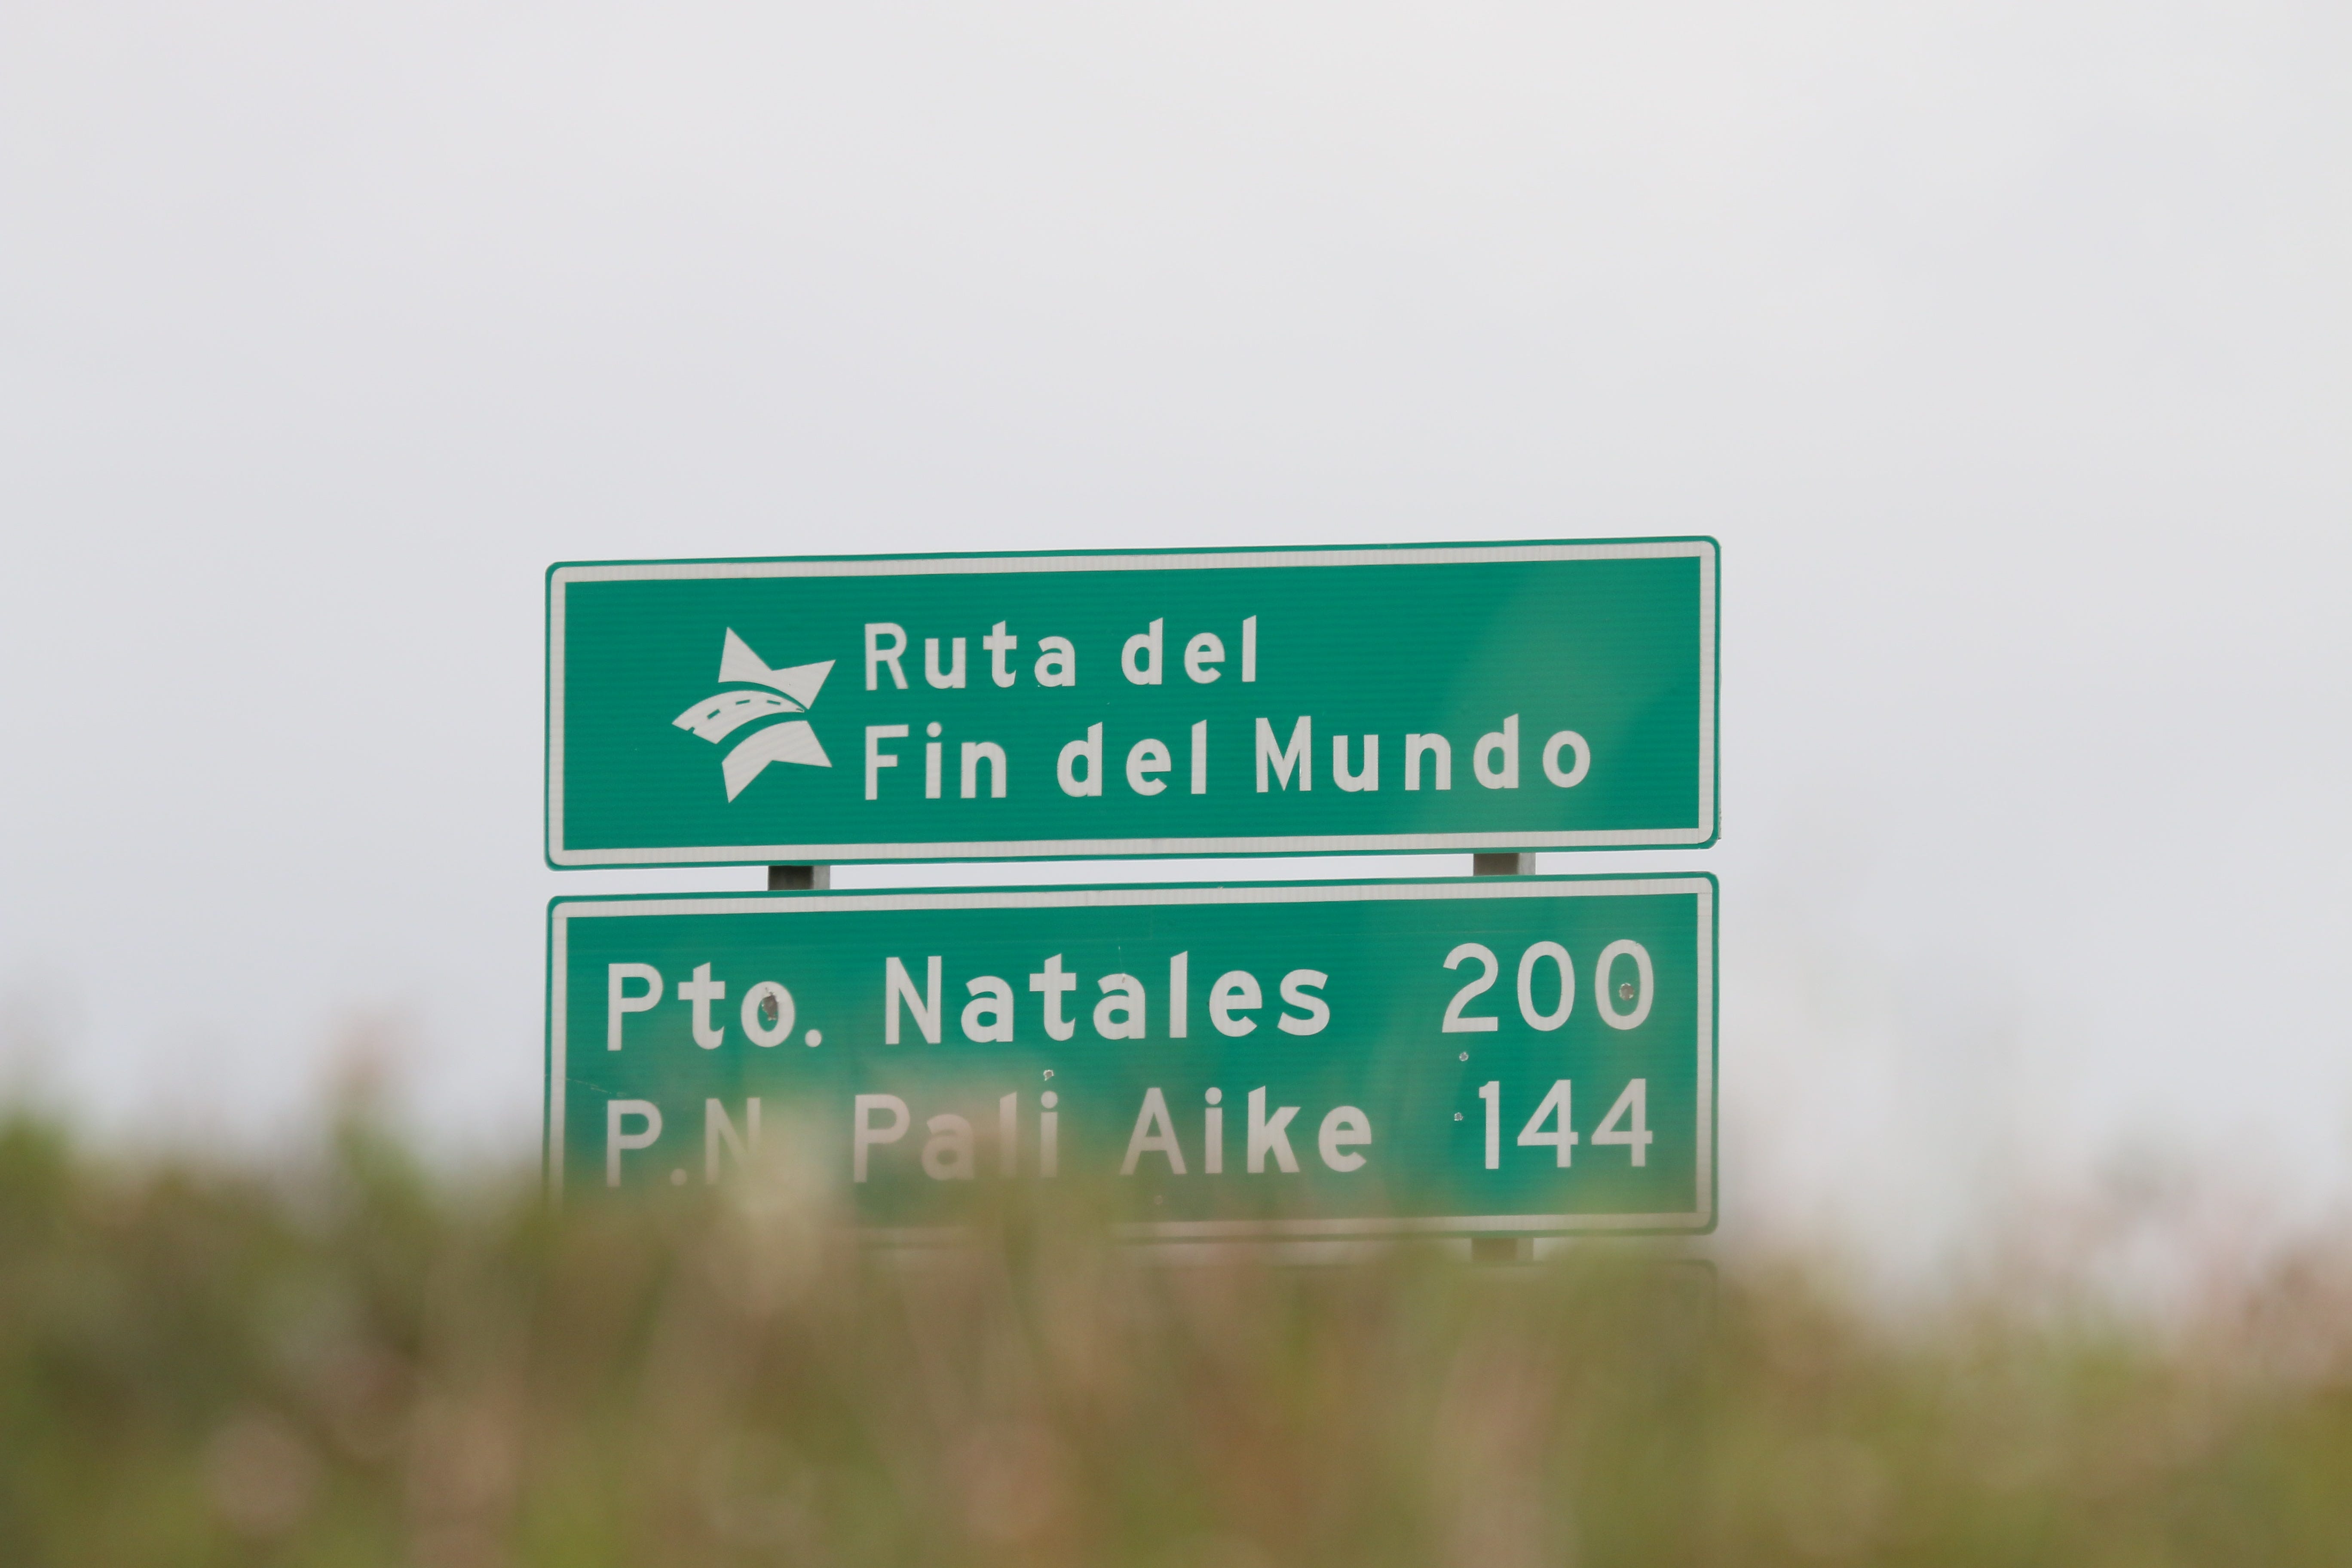 Ruta del
Fin del Mundo
Pto. Natales 200
P.N Pali Aike 144